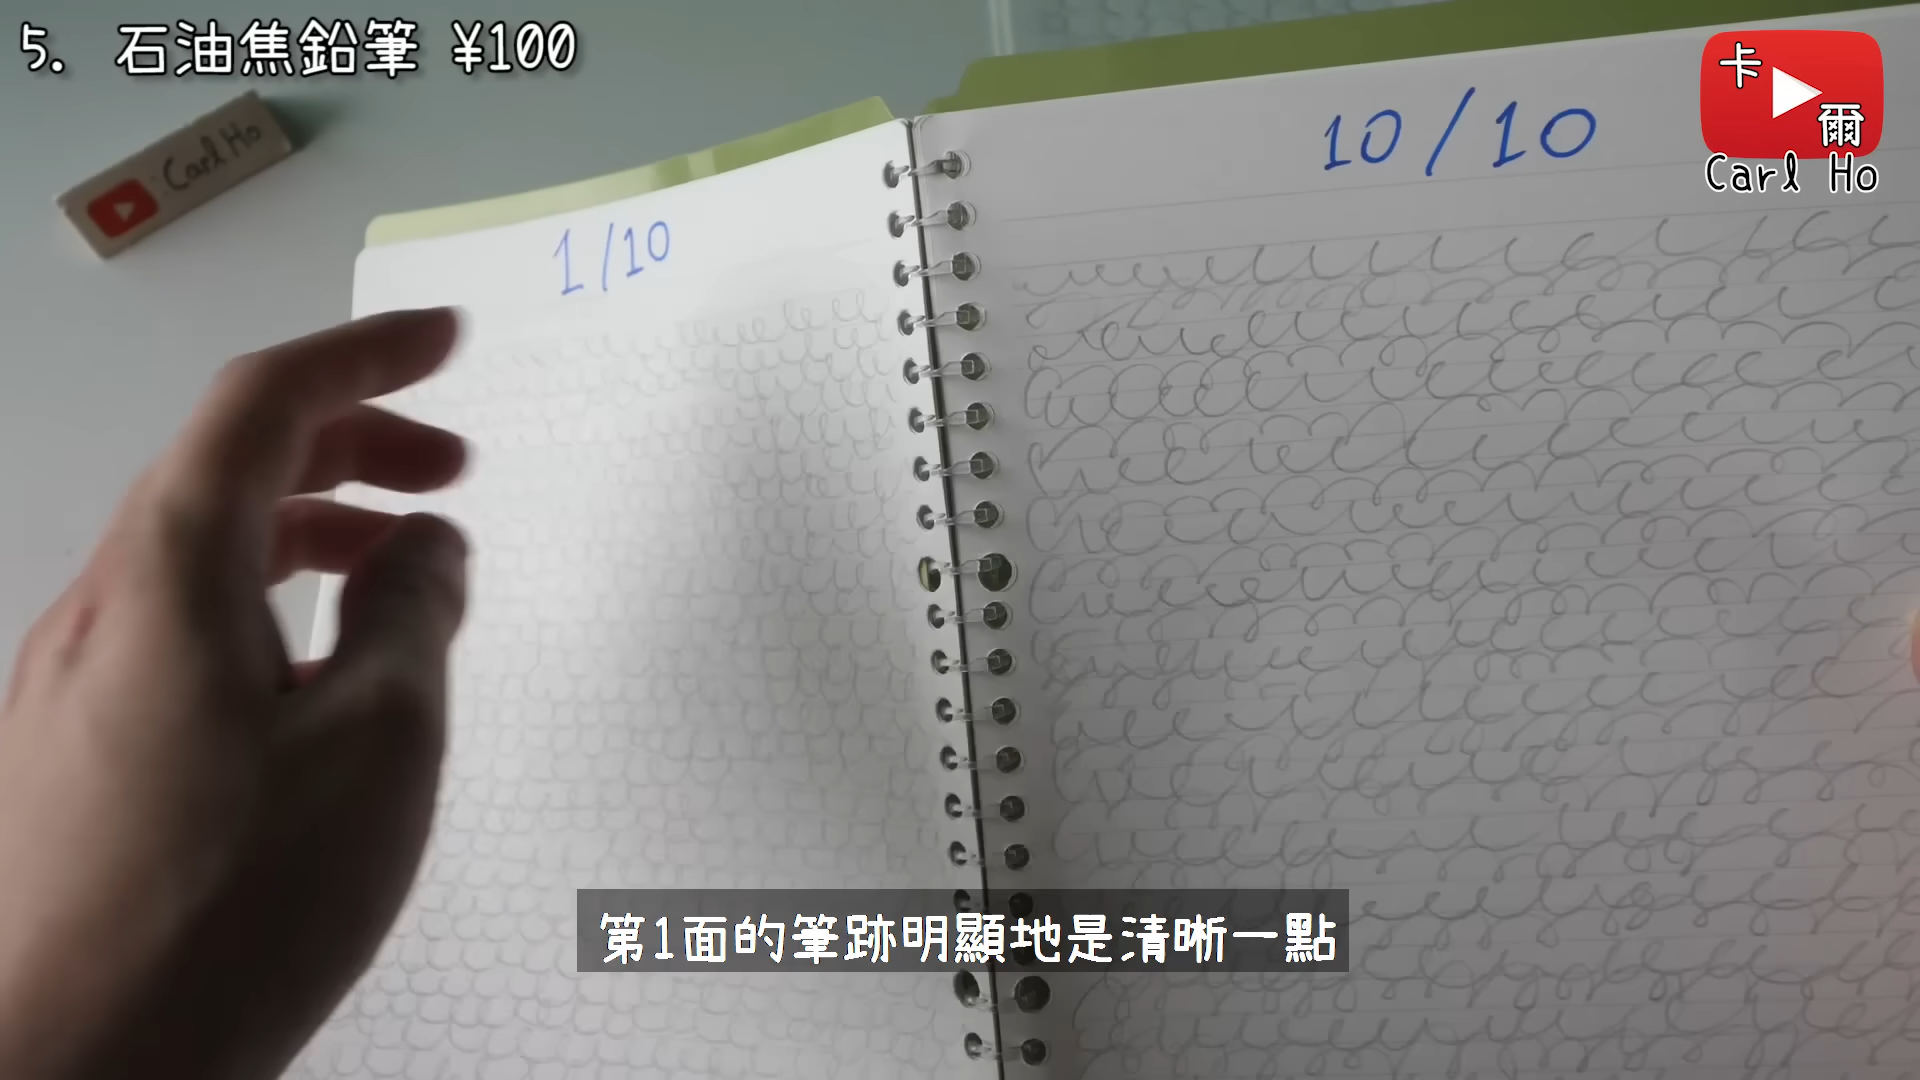 5. 石油焦鉛筆 ¥100
卡
爾
Carl Ho
Carl Ho
1/10
10/10
第1面的筆跡明顯地是清晰一點